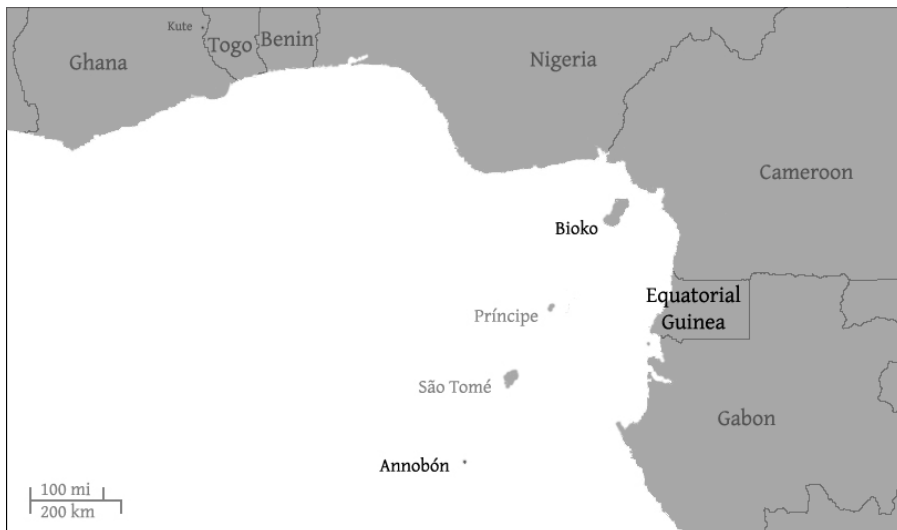 Kute
Ghana
Togo
Benin
Nigeria
Cameroon
Bioko
Equatorial
Guinea
Príncipe
São Tomé
Gabon
Annobón
100 mi
200 km